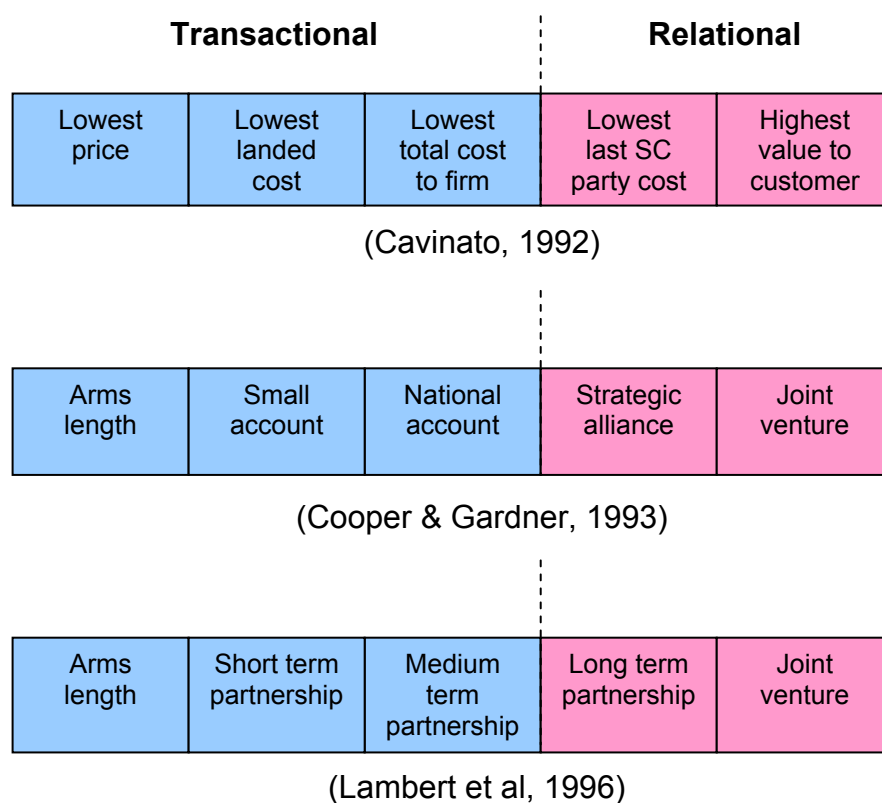 Transactional
Relational
Lowest
price
Lowest
landed
cost
Lowest
total cost
to firm
Lowest
last SC
party cost
Highest
value to
customer
(Cavinato, 1992)
Arms
length
Small
account
National
account
Strategic
alliance
Joint
venture
(Cooper & Gardner, 1993)
Arms
length
Short term
partnership
Medium
term
partnership
Long term
partnership
Joint
venture
(Lambert et al, 1996)